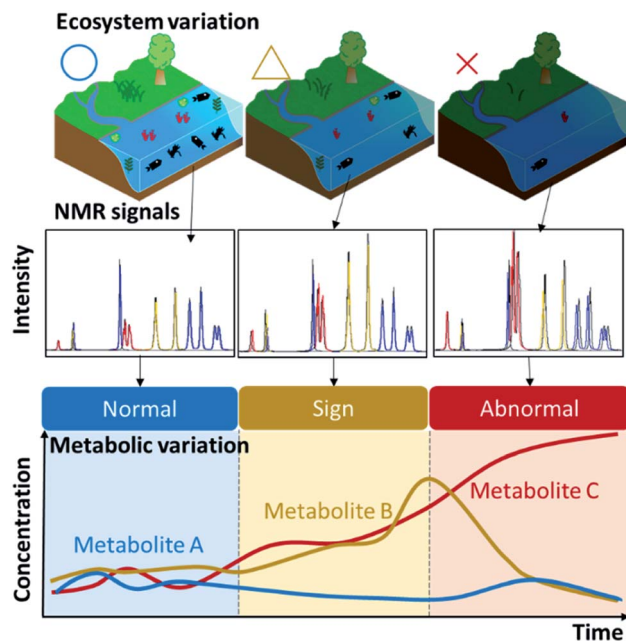 Ecosystem variation
NMR signals
Intensity
Normal
Sign
Abnormal
Metabolic variation
Concentration
Metabolite A
Metabolite B
Metabolite C
Time